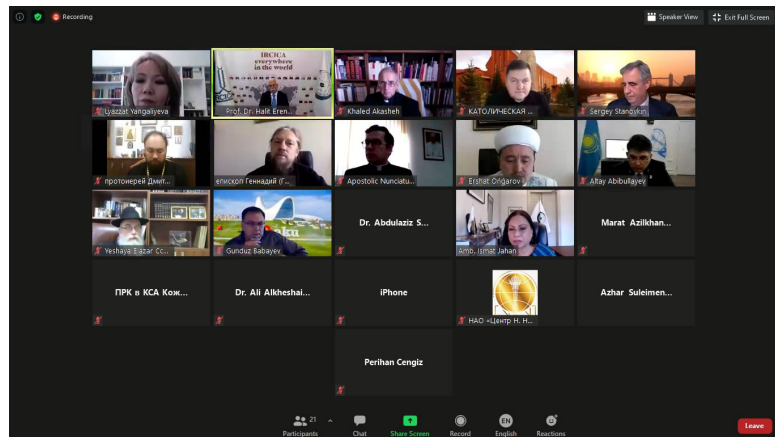 Recording
Speaker View
Exit Full Screen
IRCICA
everywhere
in the world
Lyazzat Yangaliyeva
Prof. Dr. Halit Eren...
Khaled Akasheh
КАТОЛИЧЕСКАЯ ...
Sergey Stanovkin
протоиерей Дмит...
епископ Геннадий (Г...
Apostolic Nunciatu...
Ershat Ongarov
Altay Abibullayev
Yeshaya Elazar Co...
Gunduz Babayev
Dr. Abdulaziz S...
Amb. Ismat Jahan
Marat Azilkhan...
ПРК в КСА Кож...
Dr. Ali Alkheshai...
iPhone
НАО «Центр Н. Н...
Azhar Suleimen...
Perihan Cengiz
21
Participants
Chat
Share Screen
Record
EN
English
Reactions
Leave